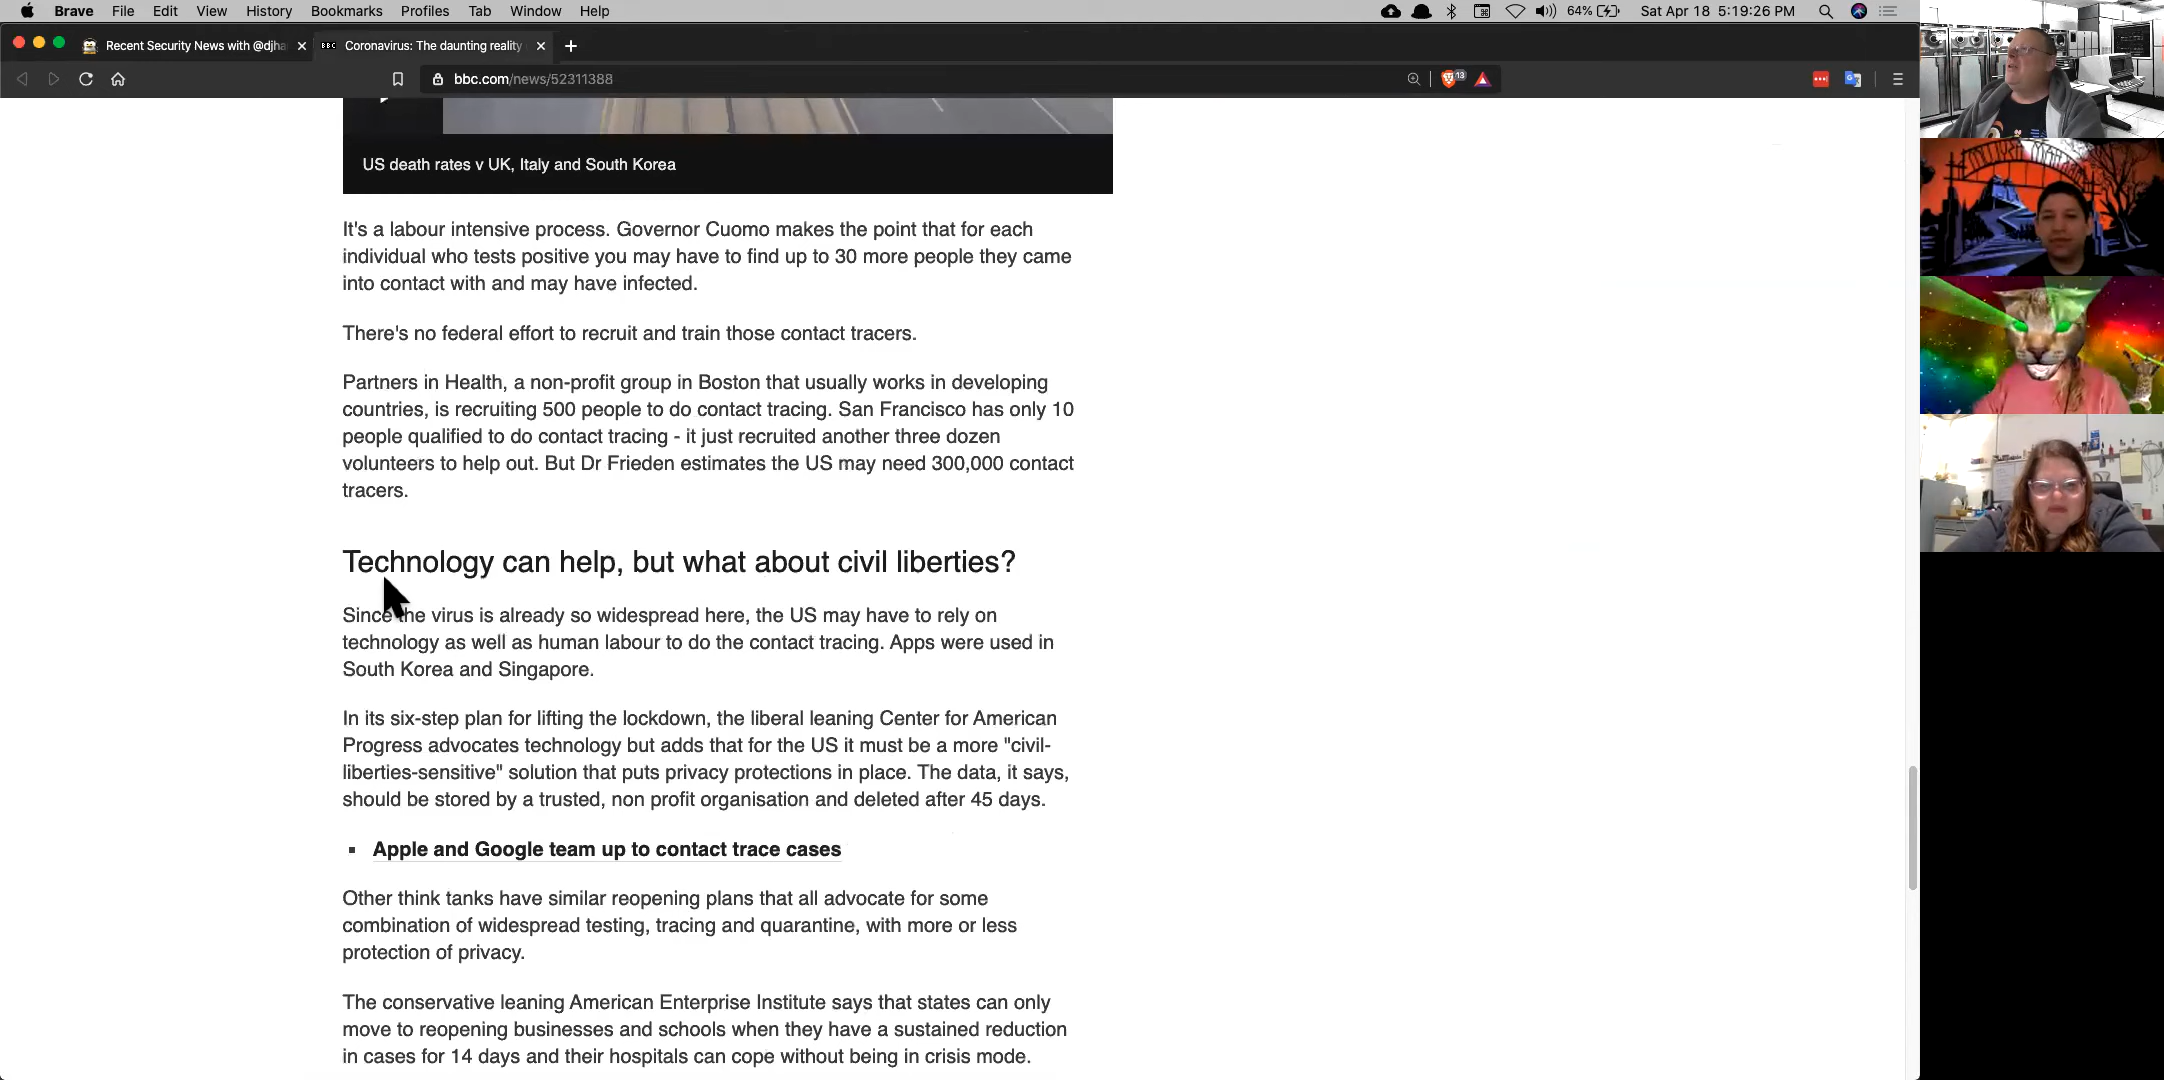 Brave File Edit View History Bookmarks Profiles Tab Window Help 64% Sat Apr 18 5:19:26 PM
Recent Security News with @djha BBC Coronavirus: The daunting reality
bbc.com/news/52311388 13
US death rates v UK, Italy and South Korea
It's a labour intensive process. Governor Cuomo makes the point that for each
individual who tests positive you may have to find up to 30 more people they came
into contact with and may have infected.
There's no federal effort to recruit and train those contact tracers.
Partners in Health, a non-profit group in Boston that usually works in developing
countries, is recruiting 500 people to do contact tracing. San Francisco has only 10
people qualified to do contact tracing - it just recruited another three dozen
volunteers to help out. But Dr Frieden estimates the US may need 300,000 contact
tracers.
Technology can help, but what about civil liberties?
Since the virus is already so widespread here, the US may have to rely on
technology as well as human labour to do the contact tracing. Apps were used in
South Korea and Singapore.
In its six-step plan for lifting the lockdown, the liberal leaning Center for American
Progress advocates technology but adds that for the US it must be a more "civil-
liberties-sensitive" solution that puts privacy protections in place. The data, it says,
should be stored by a trusted, non profit organisation and deleted after 45 days.
▪ Apple and Google team up to contact trace cases
Other think tanks have similar reopening plans that all advocate for some
combination of widespread testing, tracing and quarantine, with more or less
protection of privacy.
The conservative leaning American Enterprise Institute says that states can only
move to reopening businesses and schools when they have a sustained reduction
in cases for 14 days and their hospitals can cope without being in crisis mode.